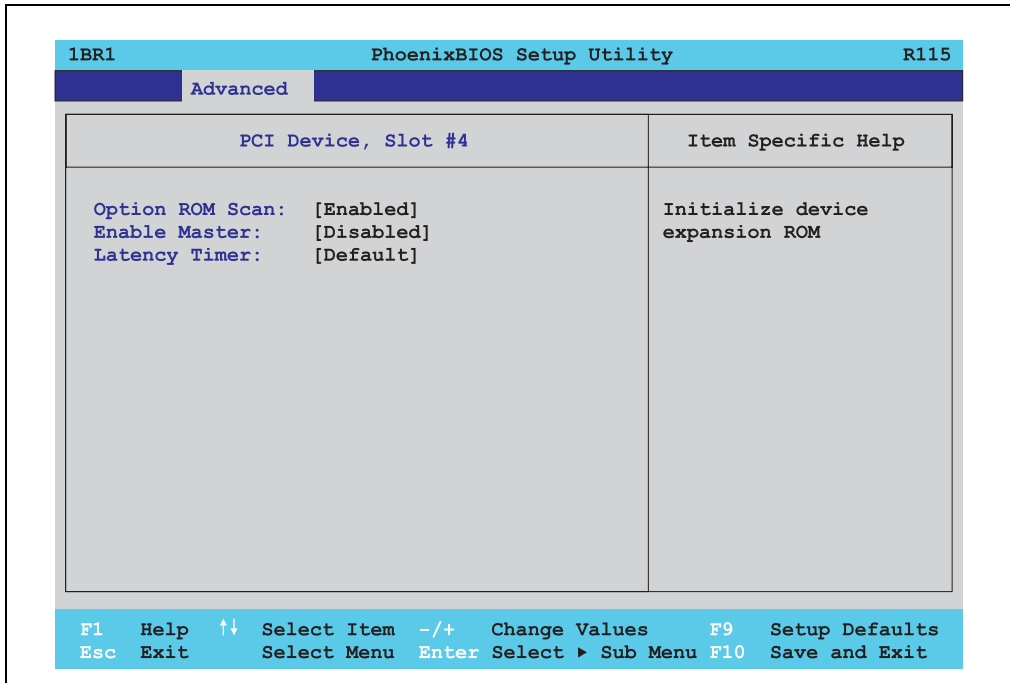 1BR1 PhoenixBIOS Setup Utility R115
Advanced
PCI Device, Slot #4 Item Specific Help
Option ROM Scan: [Enabled] Initialize device
Enable Master: [Disabled] expansion ROM
Latency Timer: [Default]
F1 Help ↑↓ Select Item -/+ Change Values F9 Setup Defaults
Esc Exit Select Menu Enter Select ▶ Sub Menu F10 Save and Exit